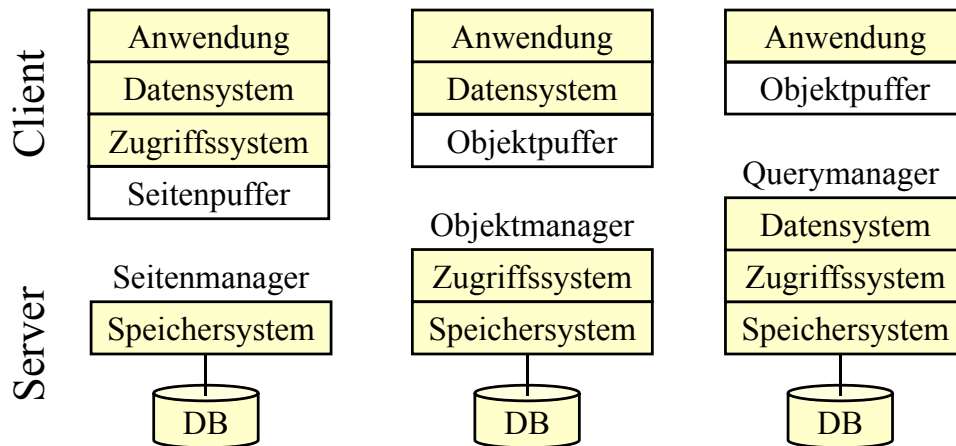 Client
Anwendung
Datensystem
Zugriffssystem
Seitenpuffer
Anwendung
Datensystem
Objektpuffer
Anwendung
Objektpuffer
Server
Seitenmanager
Speichersystem
DB
Objektmanager
Zugriffssystem
Speichersystem
DB
Querymanager
Datensystem
Zugriffssystem
Speichersystem
DB